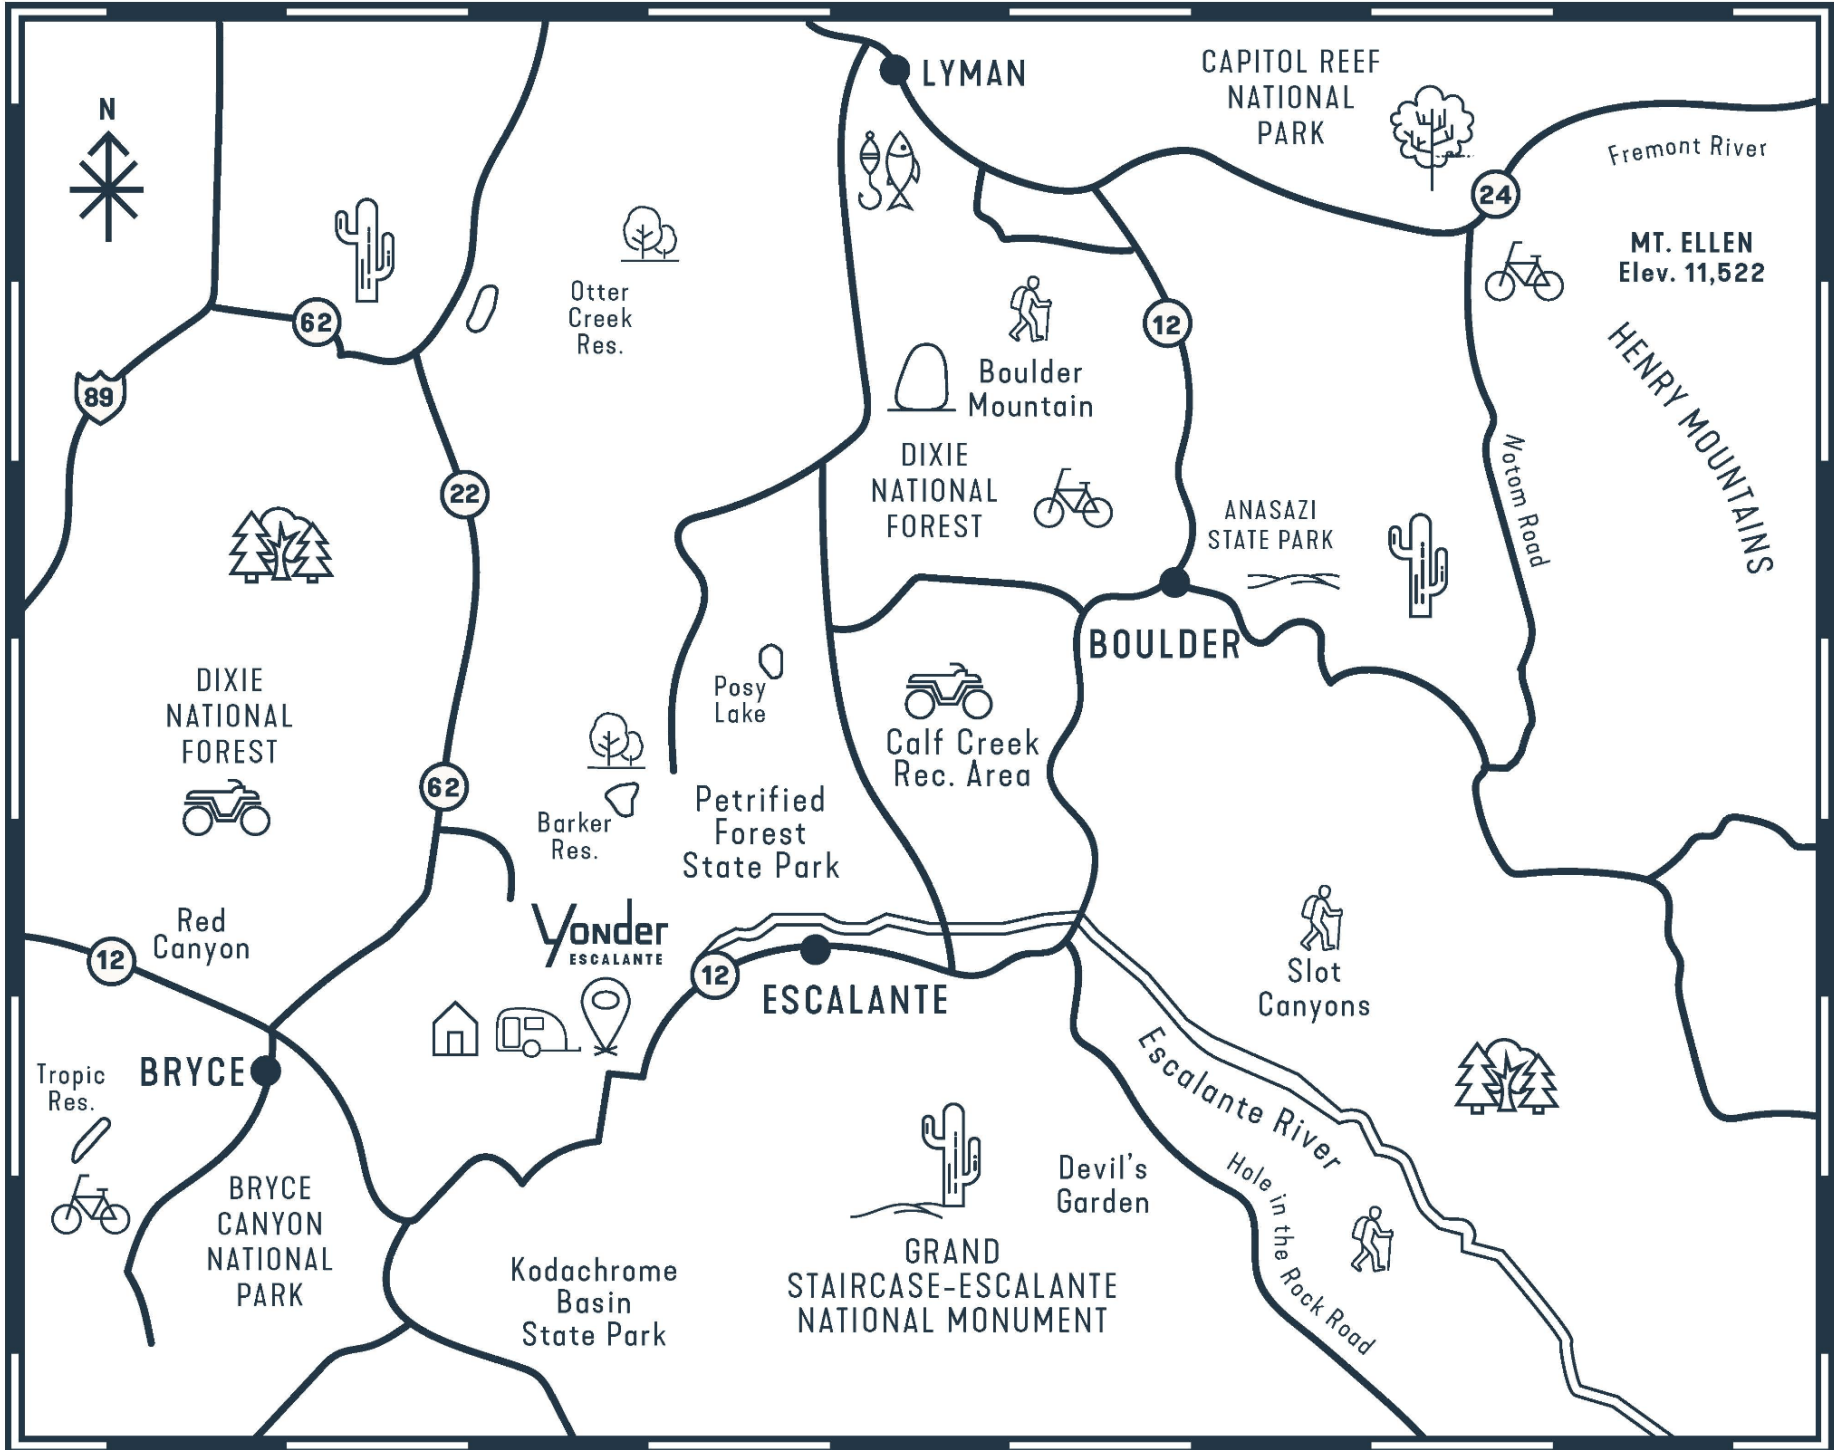 N
LYMAN
CAPITOL REEF
NATIONAL
PARK
Fremont River
24
MT. ELLEN
Elev. 11,522
HENRY MOUNTAINS
62
Otter
Creek
Res.
12
89
Boulder
Mountain
22
DIXIE
NATIONAL
FOREST
ANASAZI
STATE PARK
Notom Road
BOULDER
DIXIE
NATIONAL
FOREST
Posy
Lake
62
Calf Creek
Rec. Area
Barker
Res.
Petrified
Forest
State Park
Red
Canyon
12
Yonder
ESCALANTE
12
ESCALANTE
Slot
Canyons
Tropic
Res.
BRYCE
Escalante River
Devil's
Garden
Hole in the Rock Road
BRYCE
CANYON
NATIONAL
PARK
Kodachrome
Basin
State Park
GRAND
STAIRCASE-ESCALANTE
NATIONAL MONUMENT